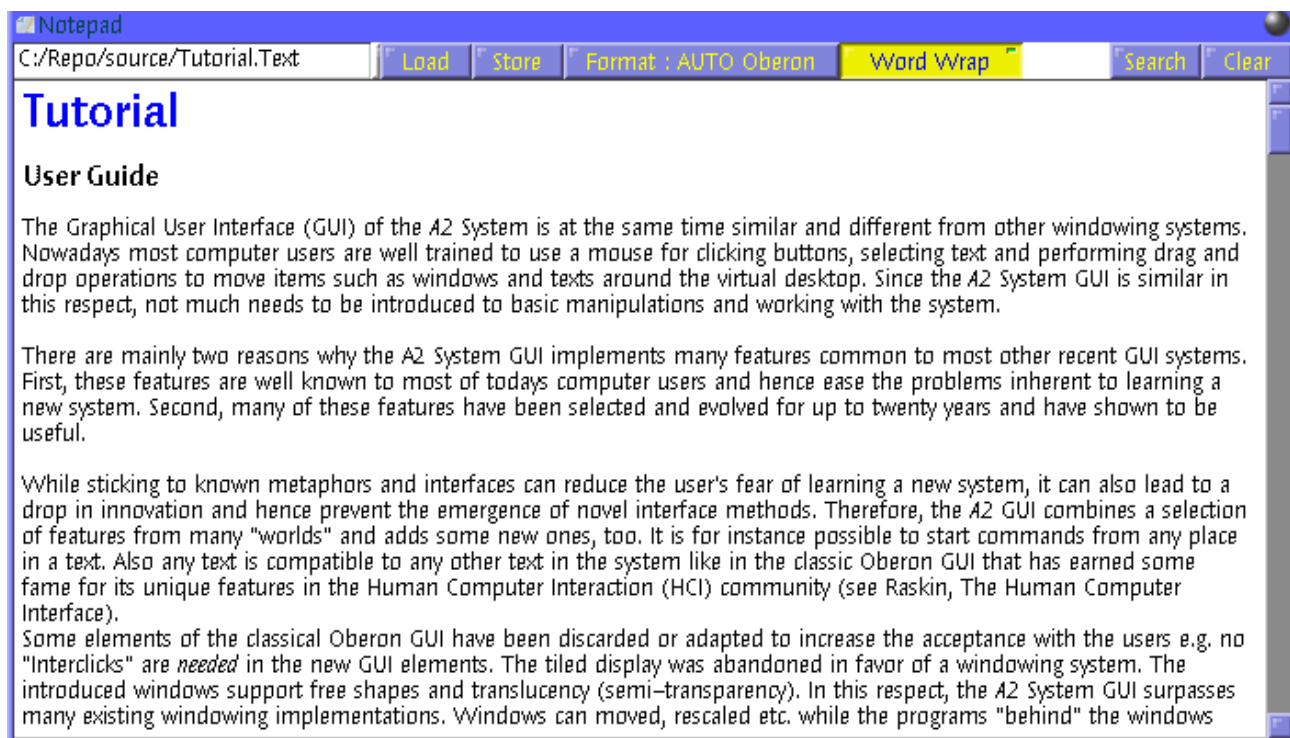 Notepad
C:/Repo/source/Tutorial.Text Load Store Format : AUTO Oberon Word Wrap Search Clear
Tutorial
User Guide
The Graphical User Interface (GUI) of the A2 System is at the same time similar and different from other windowing systems.
Nowadays most computer users are well trained to use a mouse for clicking buttons, selecting text and performing drag and
drop operations to move items such as windows and texts around the virtual desktop. Since the A2 System GUI is similar in
this respect, not much needs to be introduced to basic manipulations and working with the system.
There are mainly two reasons why the A2 System GUI implements many features common to most other recent GUI systems.
First, these features are well known to most of todays computer users and hence ease the problems inherent to learning a
new system. Second, many of these features have been selected and evolved for up to twenty years and have shown to be
useful.
While sticking to known metaphors and interfaces can reduce the user's fear of learning a new system, it can also lead to a
drop in innovation and hence prevent the emergence of novel interface methods. Therefore, the A2 GUI combines a selection
of features from many "worlds" and adds some new ones, too. It is for instance possible to start commands from any place
in a text. Also any text is compatible to any other text in the system like in the classic Oberon GUI that has earned some
fame for its unique features in the Human Computer Interaction (HCI) community (see Raskin, The Human Computer
Interface).
Some elements of the classical Oberon GUI have been discarded or adapted to increase the acceptance with the users e.g. no
"Interclicks" are needed in the new GUI elements. The tiled display was abandoned in favor of a windowing system. The
introduced windows support free shapes and translucency (semi–transparency). In this respect, the A2 System GUI surpasses
many existing windowing implementations. Windows can moved, rescaled etc. while the programs "behind" the windows